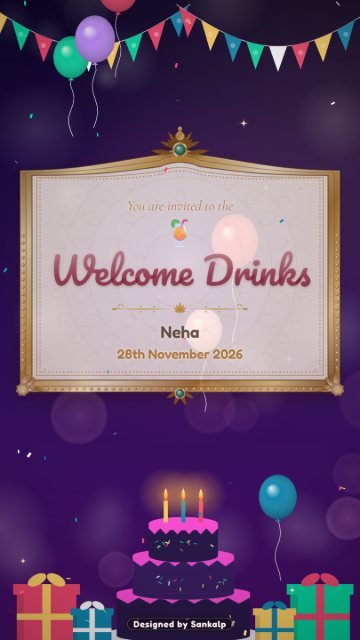 You are invited to the
Welcome Drinks
Neha
28th November 2026
Designed by Sankalp